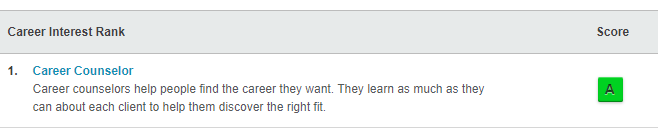 Career Interest Rank Score
1. Career Counselor
Career counselors help people find the career they want. They learn as much as they
can about each client to help them discover the right fit.
A